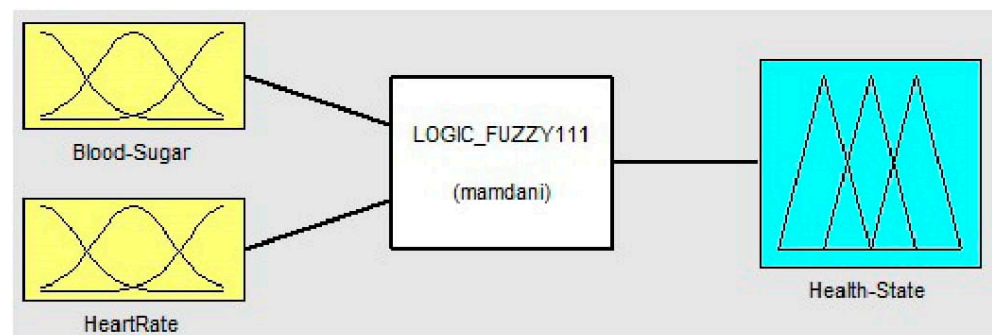 Blood-Sugar
HeartRate
LOGIC_FUZZY111
(mamdani)
Health-State